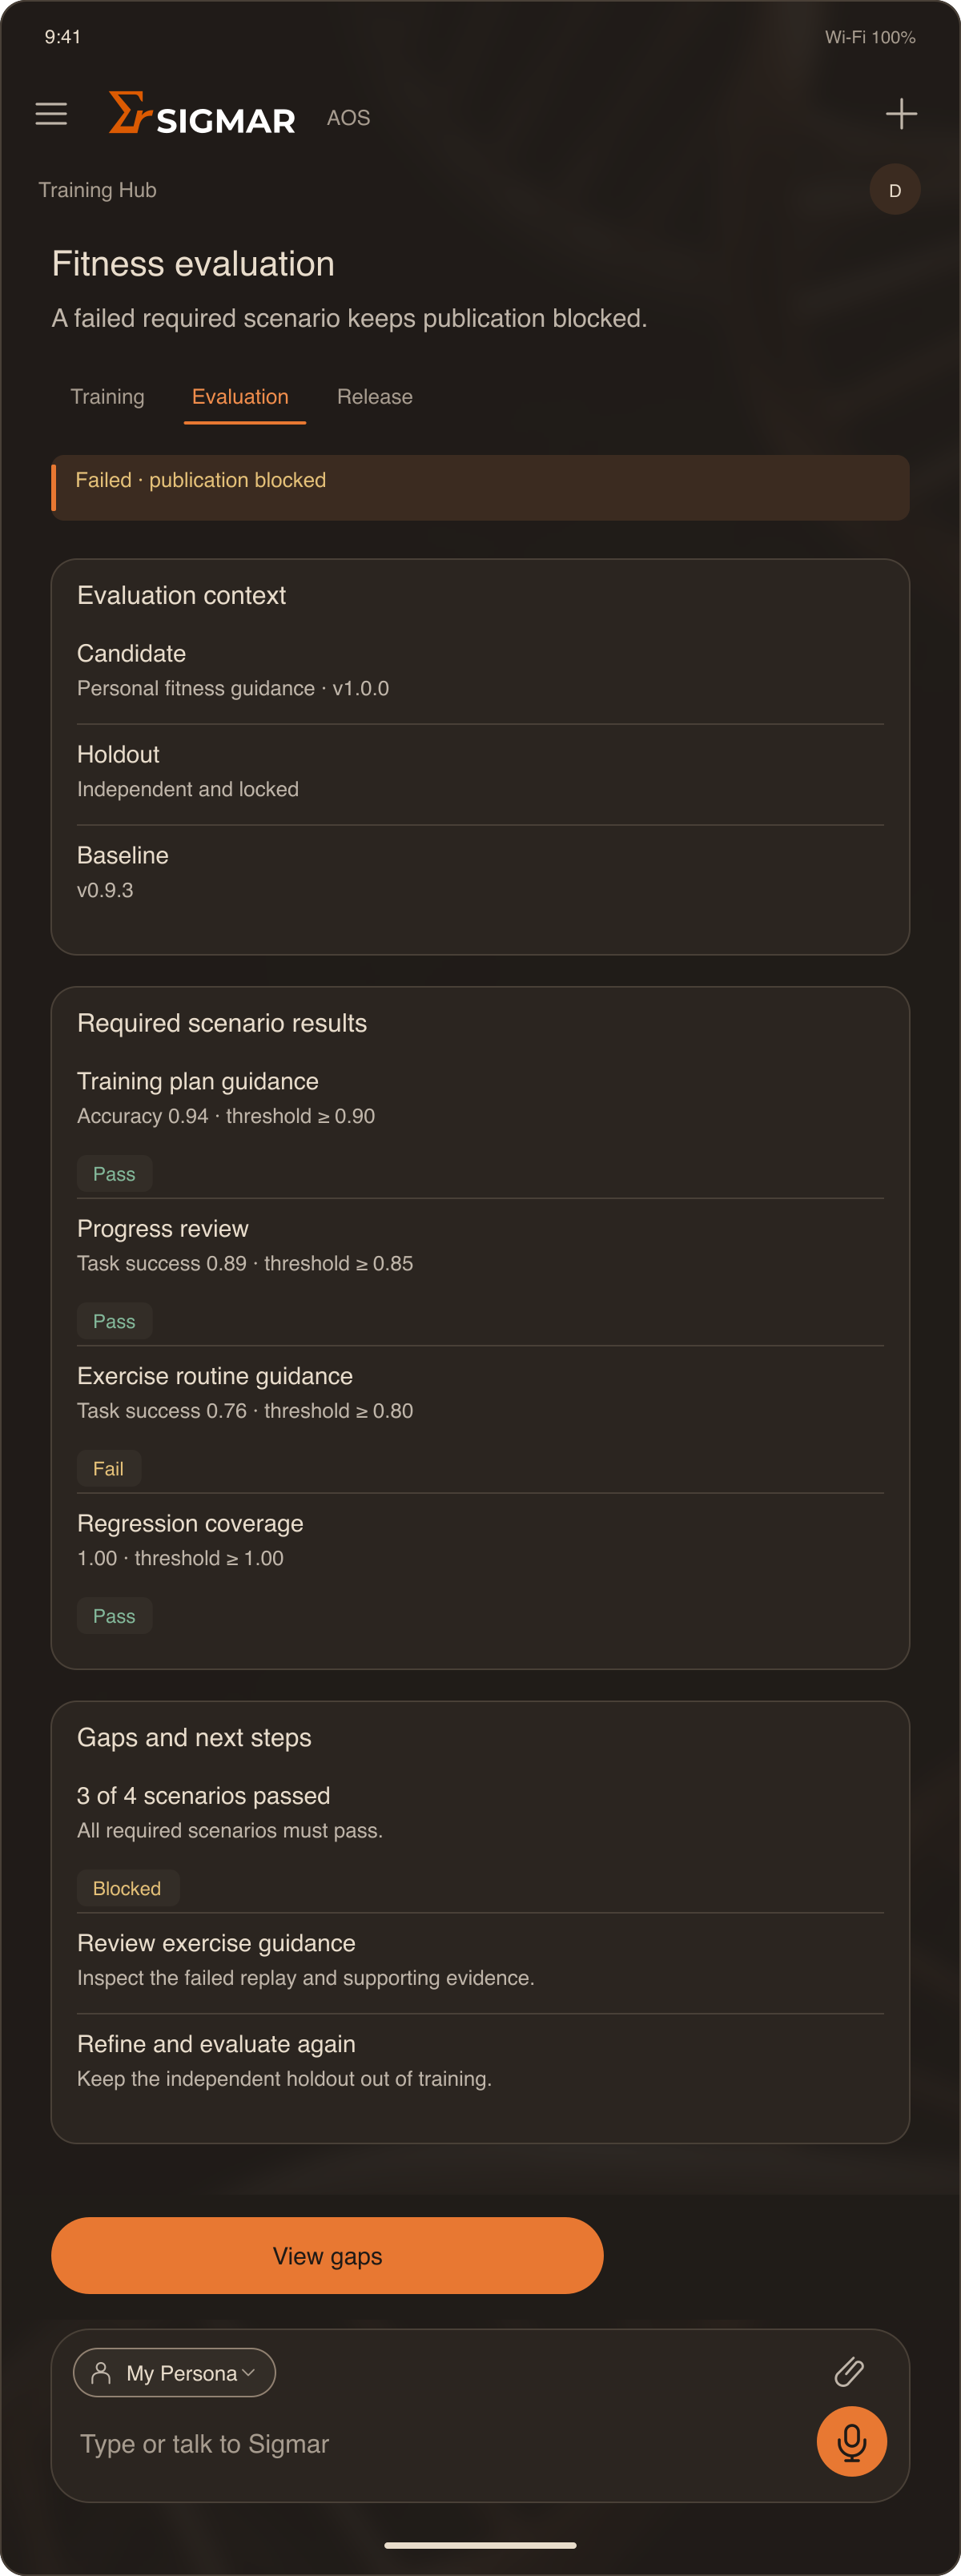 9:41
Wi-Fi 100%
Σr SIGMAR AOS
Training Hub
D
Fitness evaluation
A failed required scenario keeps publication blocked.
Training
Evaluation
Release
Failed · publication blocked
Evaluation context
Candidate
Personal fitness guidance · v1.0.0
Holdout
Independent and locked
Baseline
v0.9.3
Required scenario results
Training plan guidance
Accuracy 0.94 · threshold ≥ 0.90
Pass
Progress review
Task success 0.89 · threshold ≥ 0.85
Pass
Exercise routine guidance
Task success 0.76 · threshold ≥ 0.80
Fail
Regression coverage
1.00 · threshold ≥ 1.00
Pass
Gaps and next steps
3 of 4 scenarios passed
All required scenarios must pass.
Blocked
Review exercise guidance
Inspect the failed replay and supporting evidence.
Refine and evaluate again
Keep the independent holdout out of training.
View gaps
My Persona
Type or talk to Sigmar